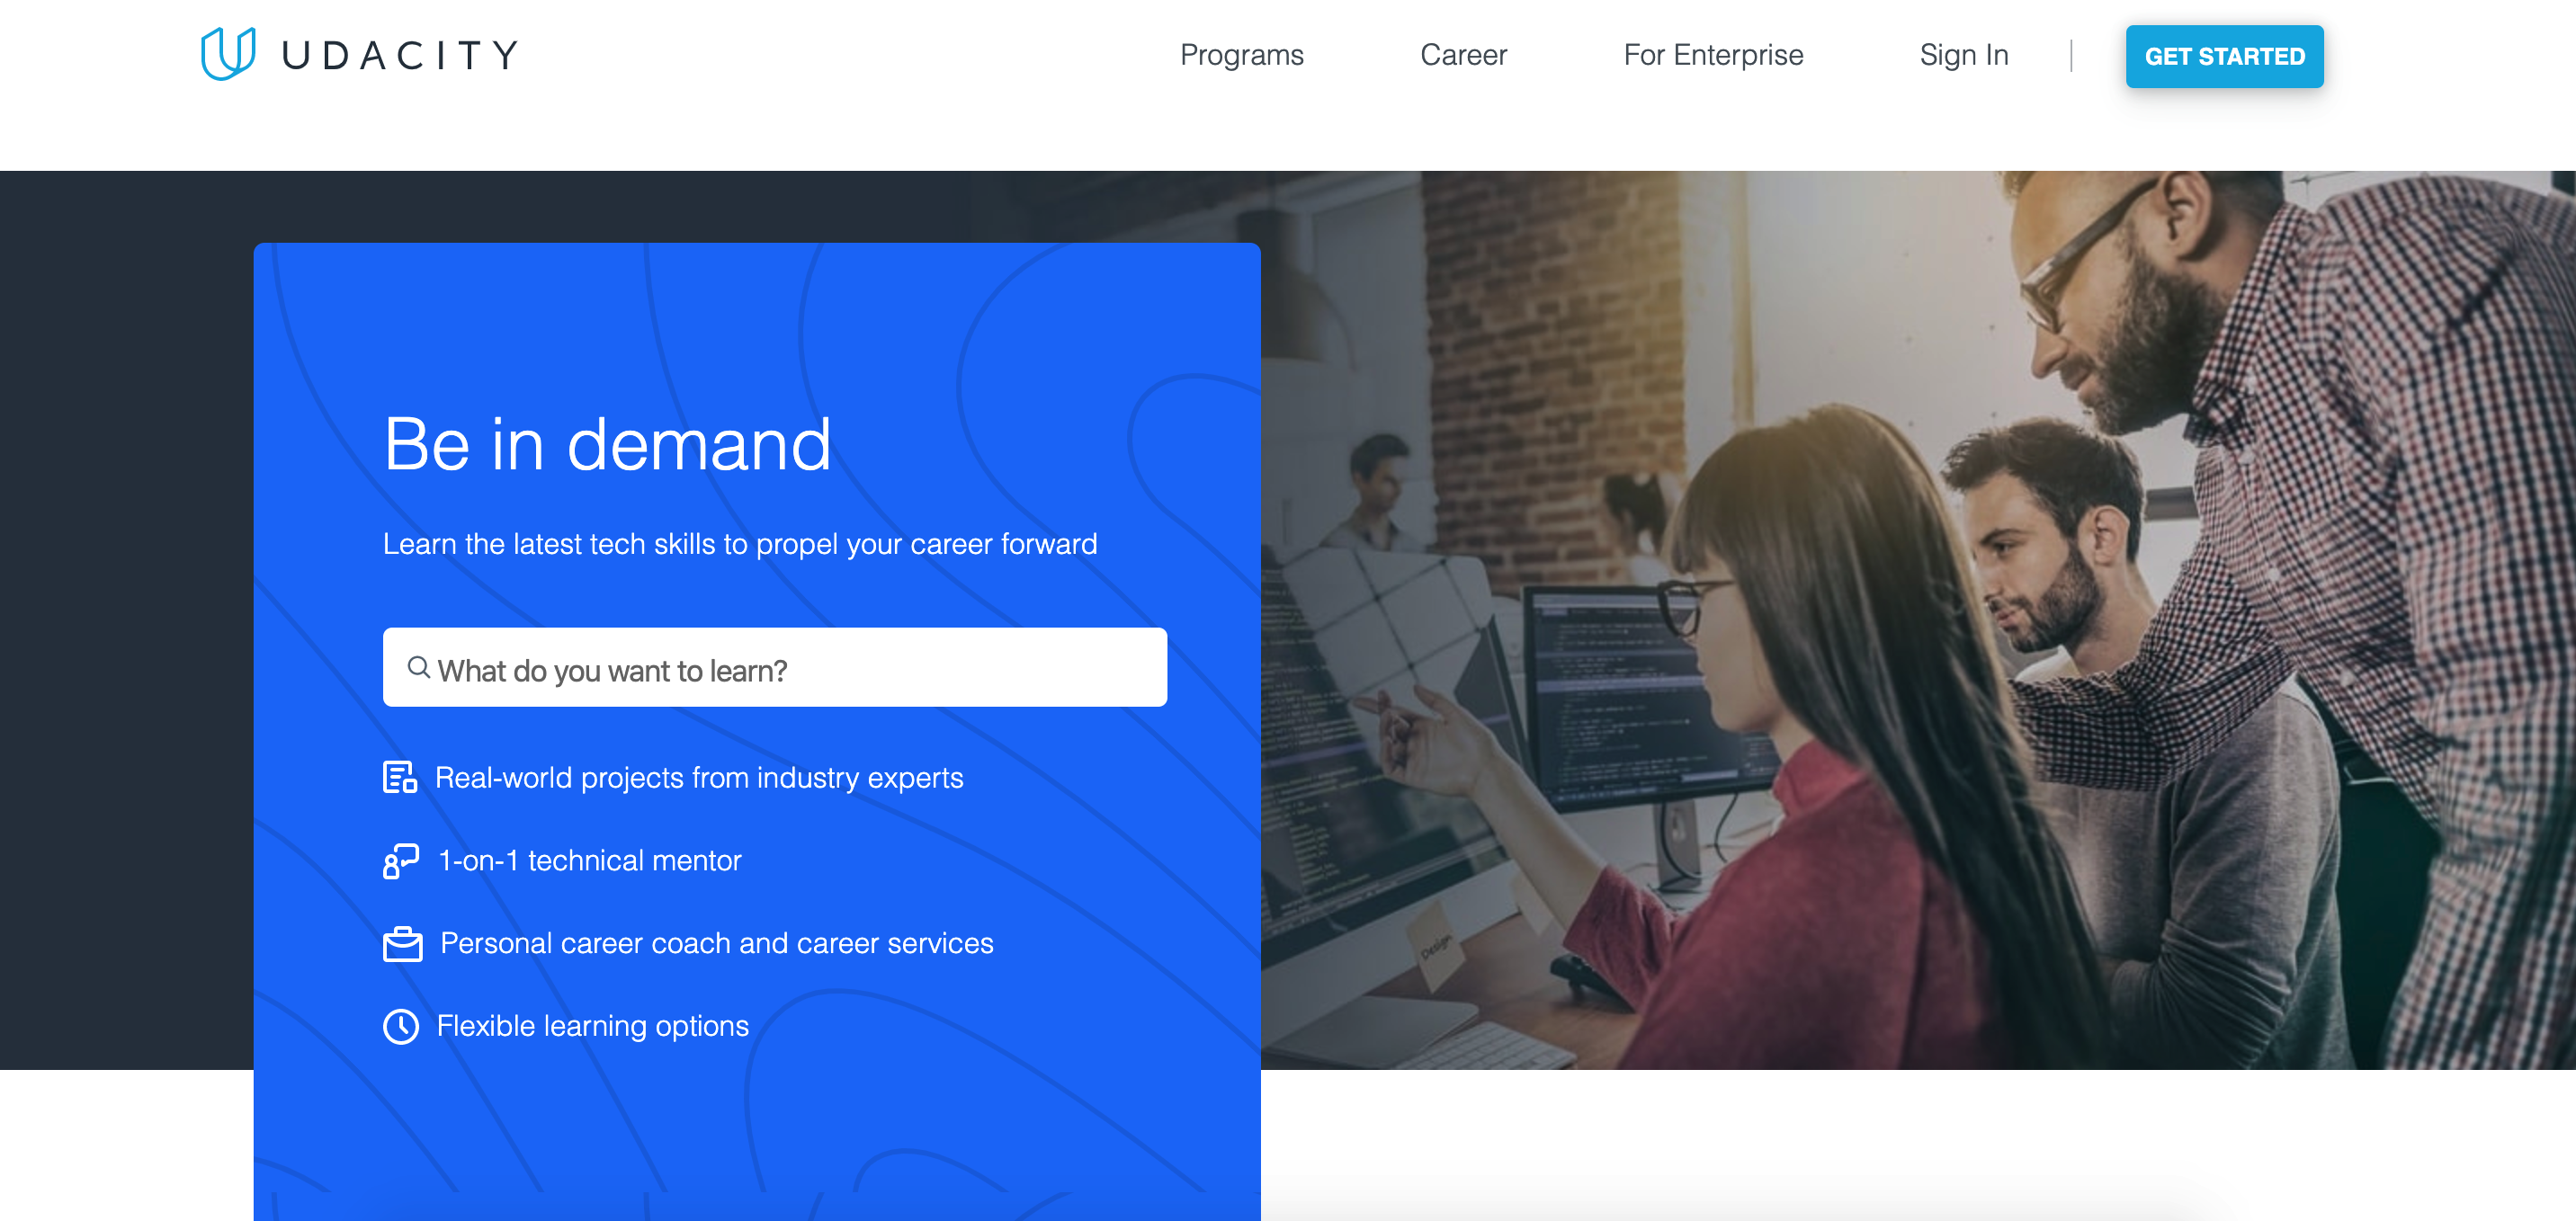 UDACITY
Programs
Career
For Enterprise
Sign In
GET STARTED
Be in demand
Learn the latest tech skills to propel your career forward
What do you want to learn?
Real-world projects from industry experts
1-on-1 technical mentor
Personal career coach and career services
Flexible learning options
Design